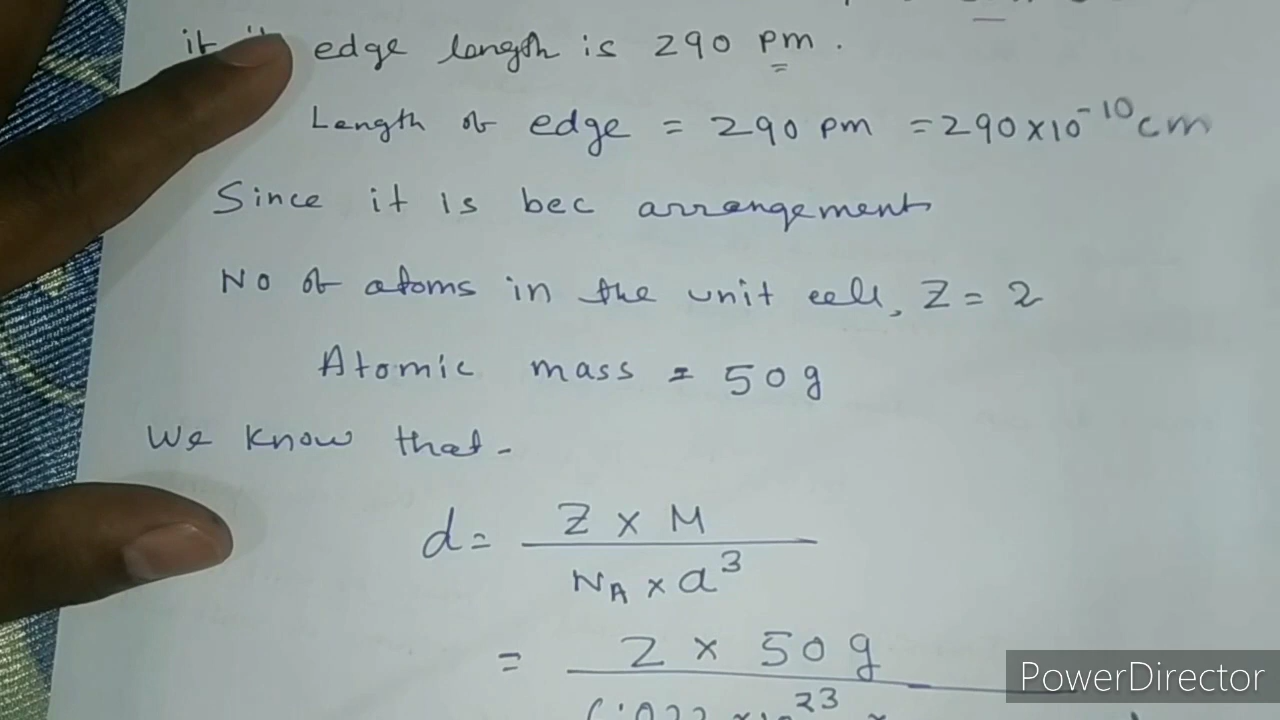 edge length is 290 pm.
Length of edge = 290 pm = 290×10⁻¹⁰ cm
Since it is bcc arrangement
No of atoms in the unit cell, Z = 2
Atomic mass = 50 g
We know that -
d = Z × M
N_A × a³
= 2 × 50 g
PowerDirector